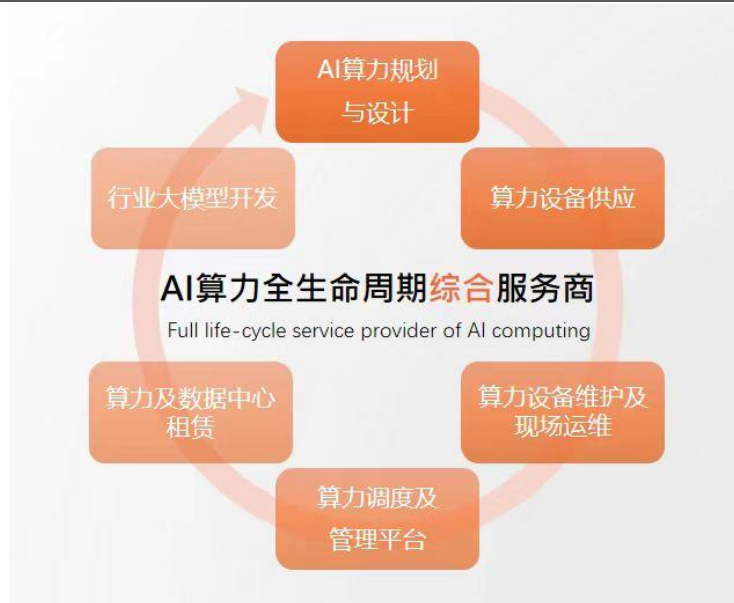 AI算力规划
与设计
行业大模型开发
算力设备供应
AI算力全生命周期综合服务商
Full life-cycle service provider of AI computing
算力及数据中心
租赁
算力设备维护及
现场运维
算力调度及
管理平台